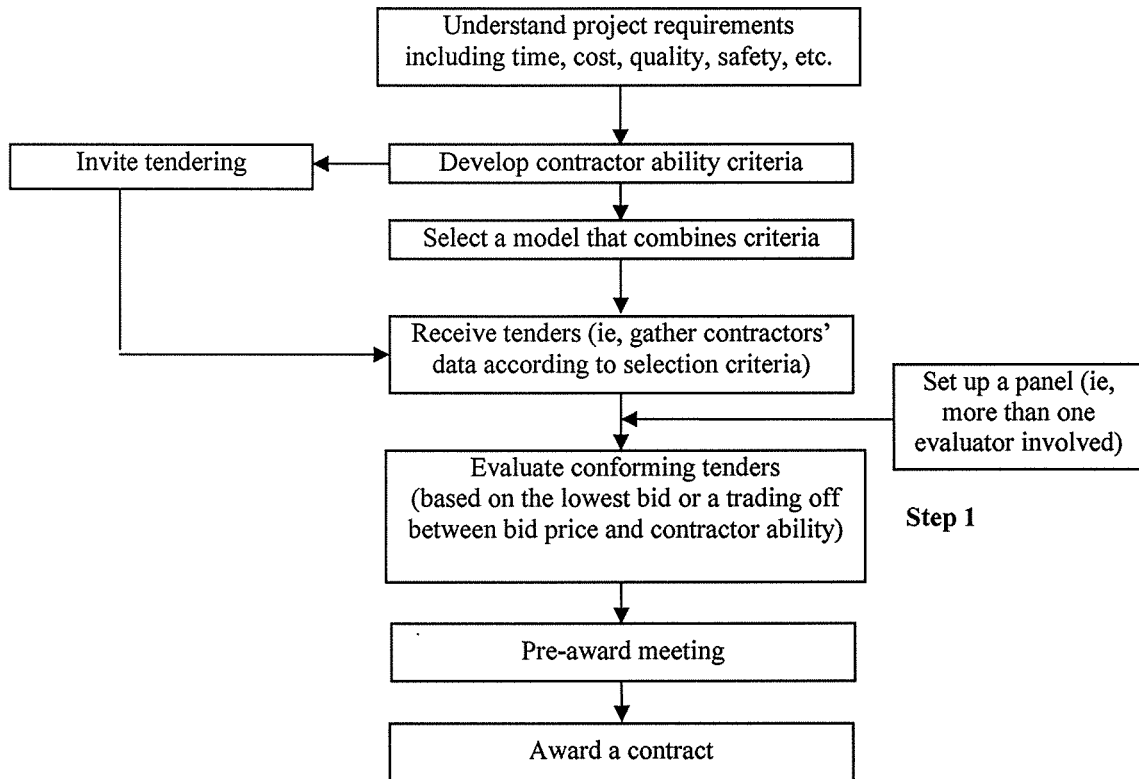 Understand project requirements
including time, cost, quality, safety, etc.
Invite tendering
Develop contractor ability criteria
Select a model that combines criteria
Receive tenders (ie, gather contractors’
data according to selection criteria)
Set up a panel (ie,
more than one
evaluator involved)
Evaluate conforming tenders
(based on the lowest bid or a trading off
between bid price and contractor ability)
Step 1
Pre-award meeting
Award a contract